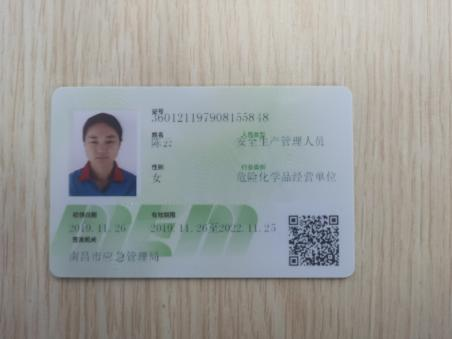 证号
360121197908155848
姓名
陈云
人员类型
安全生产管理人员
性别
女
行业类别
危险化学品经营单位
初领日期
2019.11.26
有效期限
2019.11.26至2022.11.25
签发机关
南昌市应急管理局